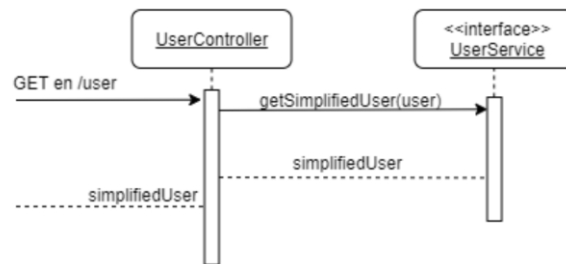 UserController
<<interface>>
UserService
GET en /user
getSimplifiedUser(user)
simplifiedUser
simplifiedUser